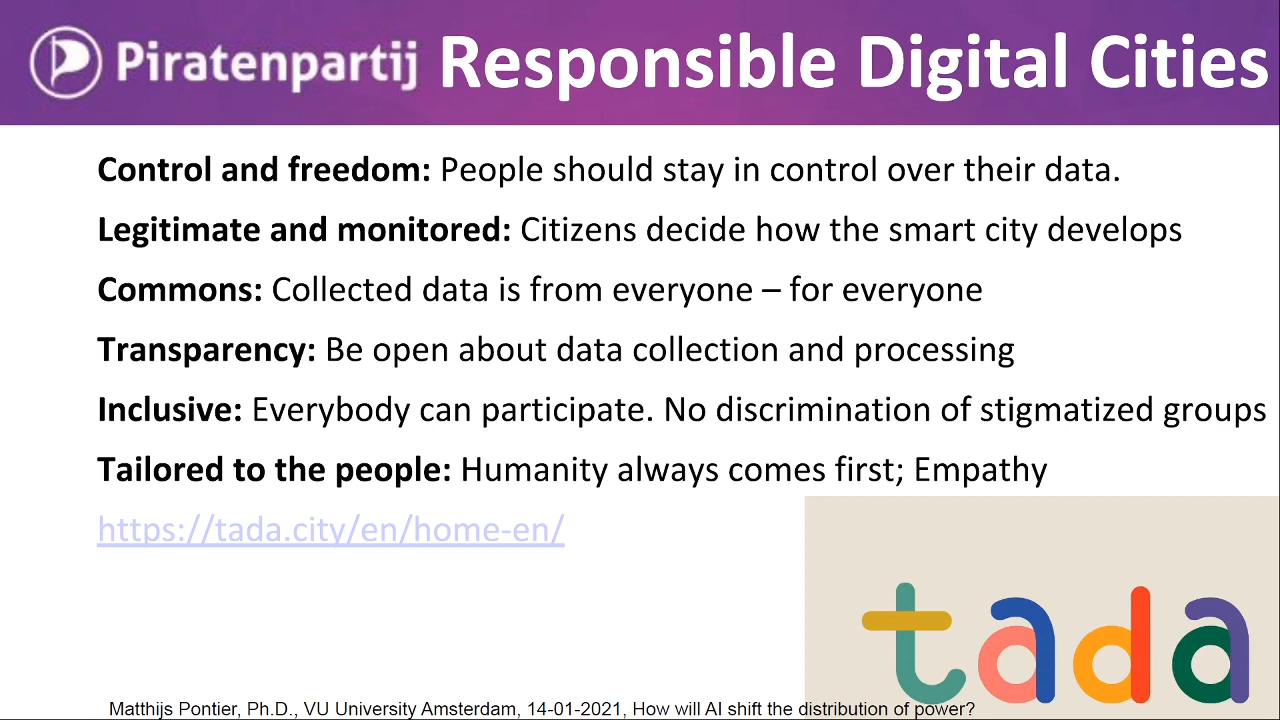 Piratenpartij Responsible Digital Cities
Control and freedom: People should stay in control over their data.
Legitimate and monitored: Citizens decide how the smart city develops
Commons: Collected data is from everyone – for everyone
Transparency: Be open about data collection and processing
Inclusive: Everybody can participate. No discrimination of stigmatized groups
Tailored to the people: Humanity always comes first; Empathy
https://tada.city/en/home-en/
tada
Matthijs Pontier, Ph.D., VU University Amsterdam, 14-01-2021, How will AI shift the distribution of power?